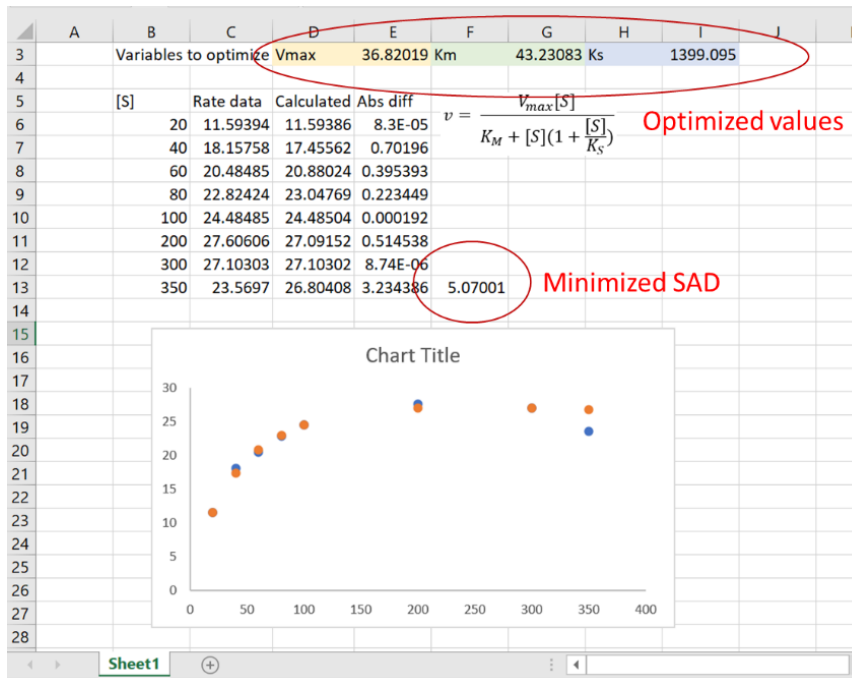 A B C D E F G H I J
3 Variables to optimize Vmax 36.82019 Km 43.23083 Ks 1399.095
4
5 [S] Rate data Calculated Abs diff
6 20 11.59394 11.59386 8.3E-05
7 40 18.15758 17.45562 0.70196
8 60 20.48485 20.88024 0.395393
9 80 22.82424 23.04769 0.223449
10 100 24.48485 24.48504 0.000192
11 200 27.60606 27.09152 0.514538
12 300 27.10303 27.10302 8.74E-06
13 350 23.5697 26.80408 3.234386 5.07001
v = Vmax[S] / KM + [S](1 + [S]/KS)
Optimized values
Minimized SAD
14
15
16
17
18
19
20
21
22
23
24
25
26
27
28
Chart Title
30
25
20
15
10
5
0
0 50 100 150 200 250 300 350 400
Sheet1